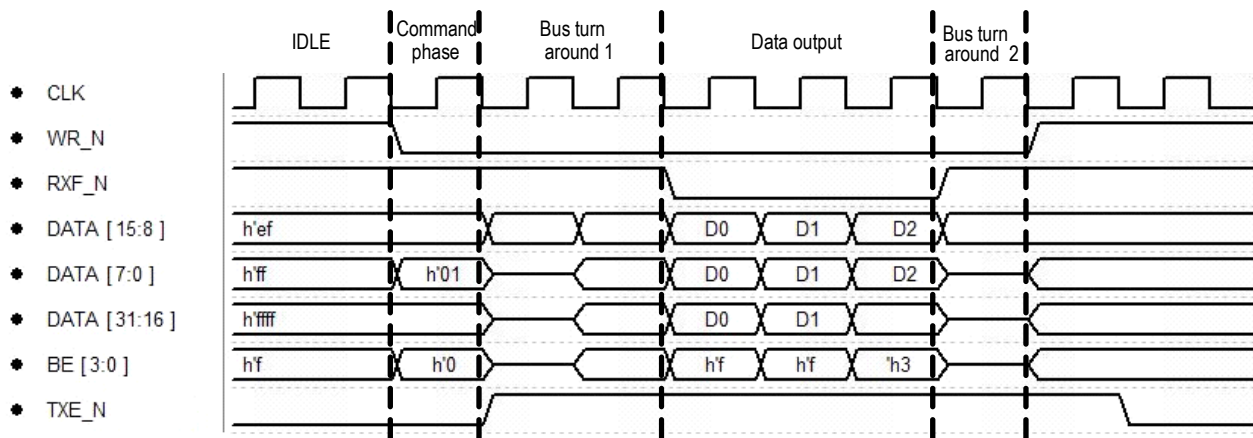 IDLE
Command
phase
Bus turn
around 1
Data output
Bus turn
around 2
CLK
WR_N
RXF_N
DATA [ 15:8 ] h'ef D0 D1 D2
DATA [7:0] h'ff h'01 D0 D1 D2
DATA [31:16 ] h'ffff D0 D1
BE [ 3:0 ] h'f h'0 h'f h'f 'h3
TXE_N